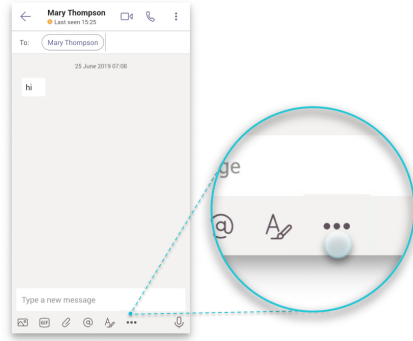 Mary Thompson
Last seen 15:25
To: Mary Thompson
25 June 2019 07:08
hi
Type a new message
GIF @ A
ge
@ A